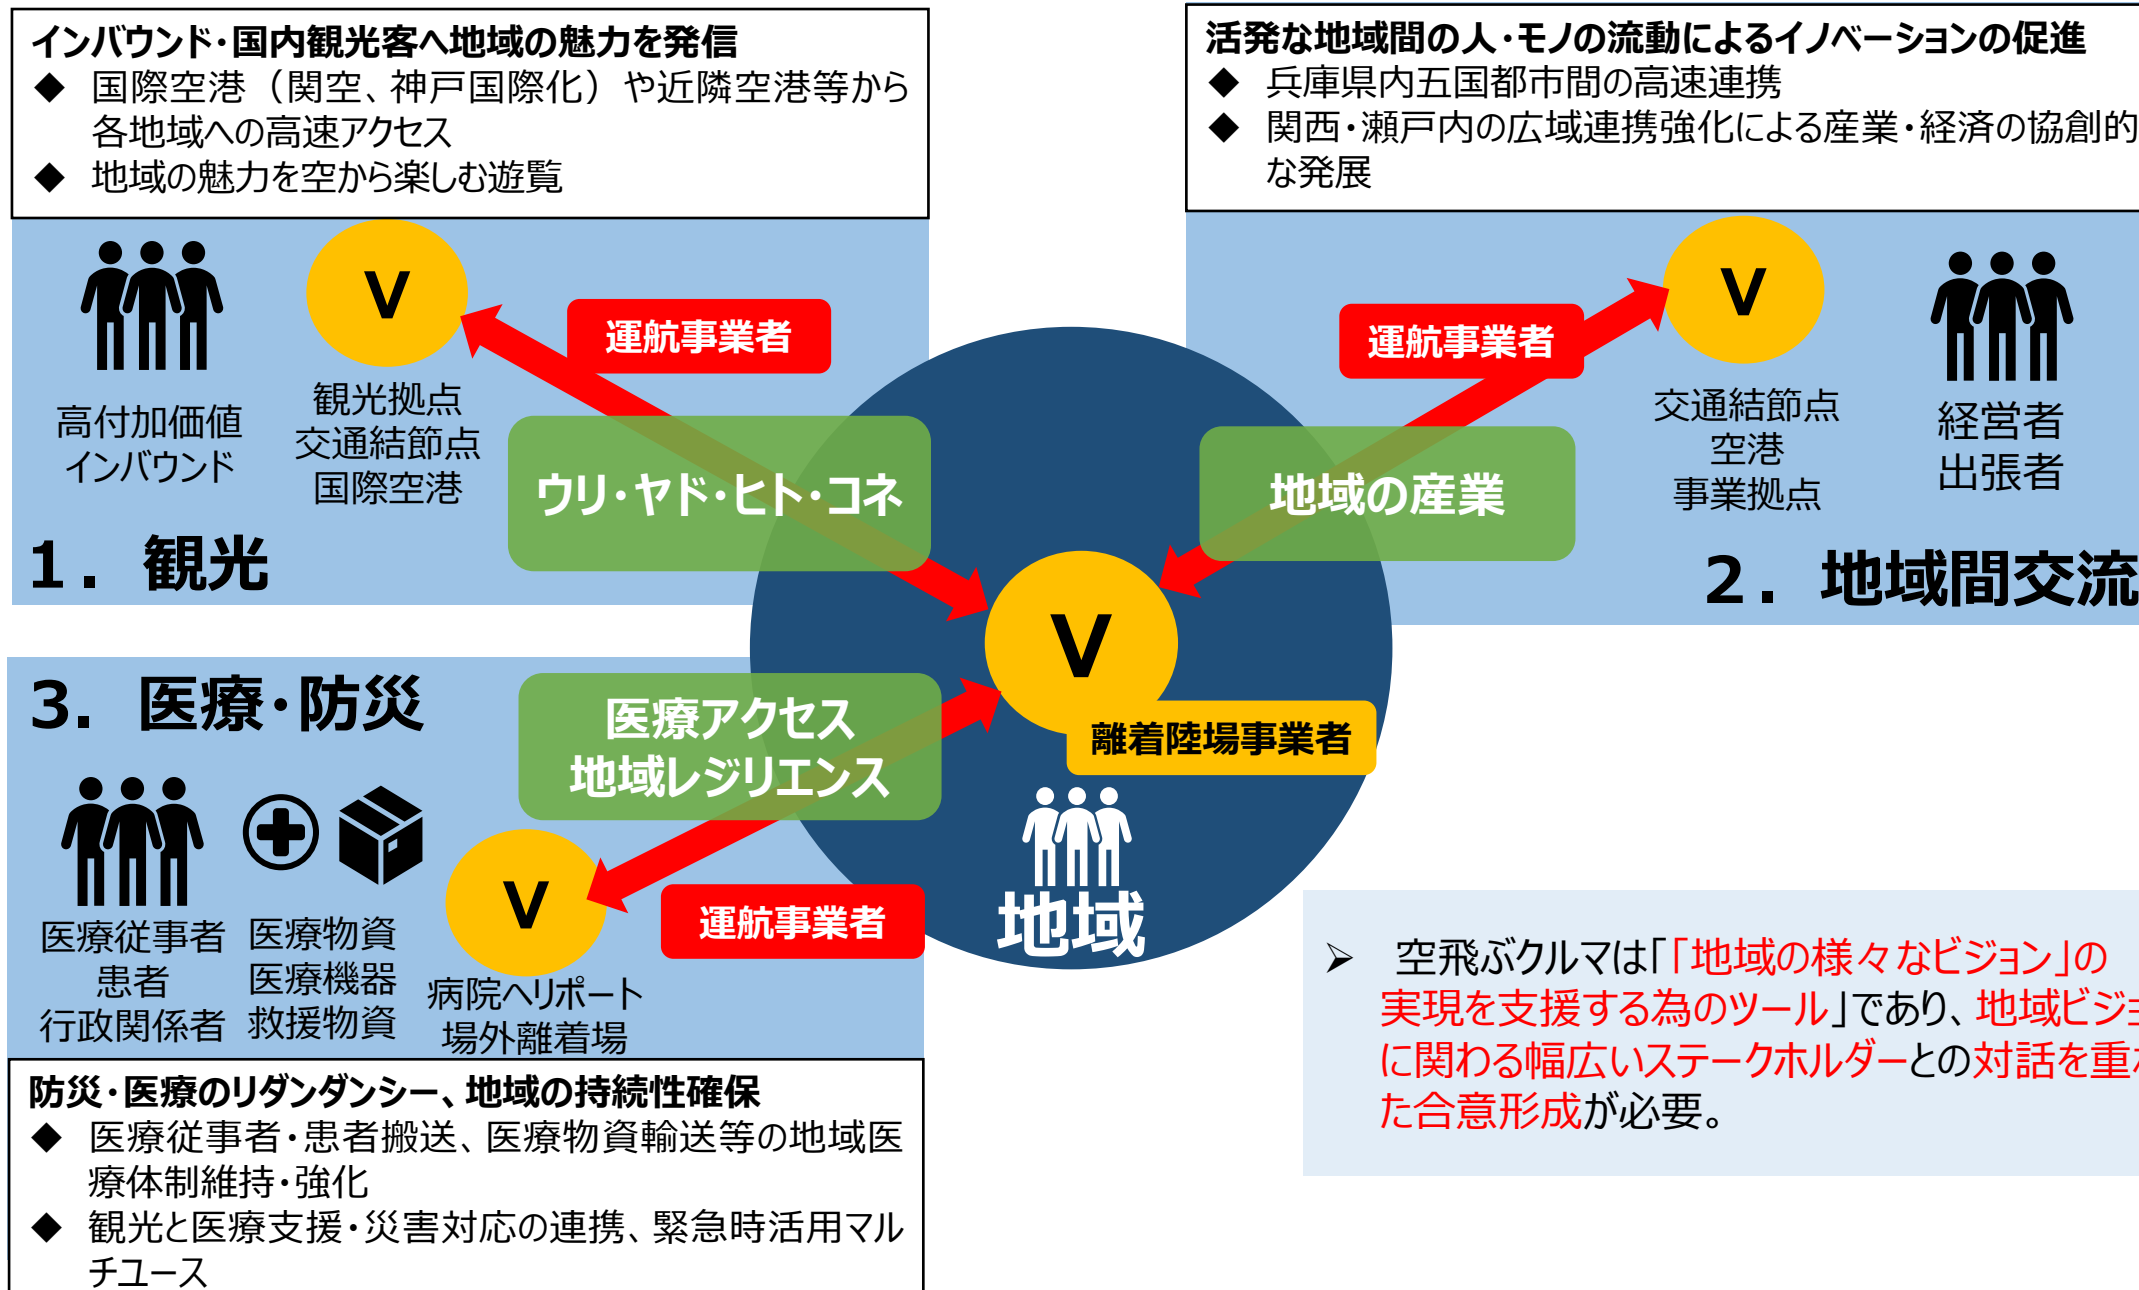 インバウンド・国内観光客へ地域の魅力を発信
◆ 国際空港（関空、神戸国際化）や近隣空港等から
各地域への高速アクセス
◆ 地域の魅力を空から楽しむ遊覧
V
運航事業者
高付加価値
インバウンド
観光拠点
交通結節点
国際空港
ウリ・ヤド・ヒト・コネ
1．観光
活発な地域間の人・モノの流動によるイノベーションの促進
◆ 兵庫県内五国都市間の高速連携
◆ 関西・瀬戸内の広域連携強化による産業・経済の協創的
な発展
運航事業者
V
交通結節点
空港
事業拠点
経営者
出張者
地域の産業
2．地域間交流
V
離着陸場事業者
地域
3．医療・防災
医療アクセス
地域レジリエンス
V
運航事業者
医療従事者
患者
行政関係者
医療物資
医療機器
救援物資
病院ヘリポート
場外離着場
防災・医療のリダンダンシー、地域の持続性確保
◆ 医療従事者・患者搬送、医療物資輸送等の地域医
療体制維持・強化
◆ 観光と医療支援・災害対応の連携、緊急時活用マル
チユース
➢ 空飛ぶクルマは「「地域の様々なビジョン」の
実現を支援する為のツール」であり、地域ビジョ
に関わる幅広いステークホルダーとの対話を重ね
た合意形成が必要。